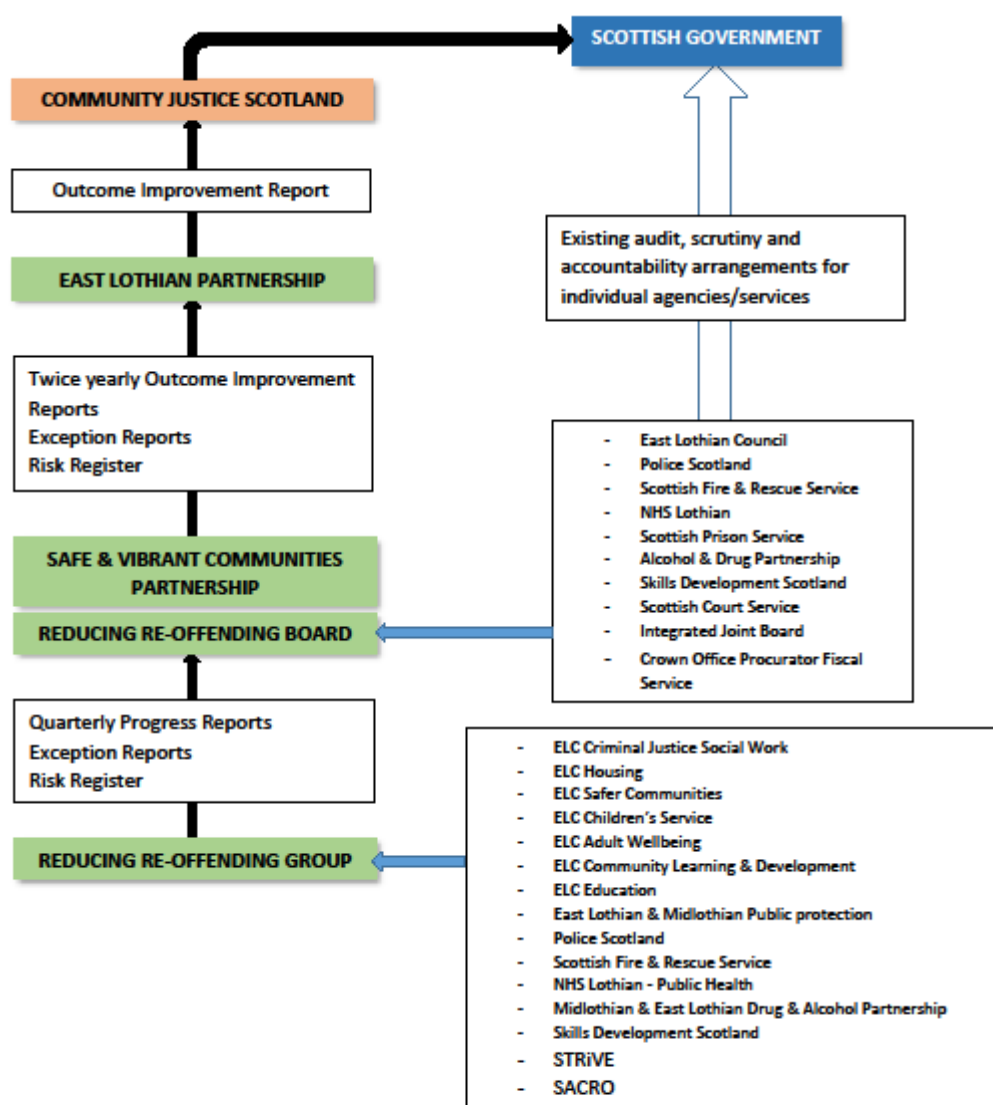 SCOTTISH GOVERNMENT
COMMUNITY JUSTICE SCOTLAND
Outcome Improvement Report
Existing audit, scrutiny and
accountability arrangements for
individual agencies/services
EAST LOTHIAN PARTNERSHIP
Twice yearly Outcome Improvement
Reports
Exception Reports
Risk Register
- East Lothian Council
- Police Scotland
- Scottish Fire & Rescue Service
- NHS Lothian
- Scottish Prison Service
- Alcohol & Drug Partnership
- Skills Development Scotland
- Scottish Court Service
- Integrated Joint Board
- Crown Office Procurator Fiscal
Service
SAFE & VIBRANT COMMUNITIES
PARTNERSHIP
REDUCING RE-OFFENDING BOARD
Quarterly Progress Reports
Exception Reports
Risk Register
- ELC Criminal Justice Social Work
- ELC Housing
- ELC Safer Communities
- ELC Children's Service
- ELC Adult Wellbeing
- ELC Community Learning & Development
- ELC Education
- East Lothian & Midlothian Public protection
- Police Scotland
- Scottish Fire & Rescue Service
- NHS Lothian - Public Health
- Midlothian & East Lothian Drug & Alcohol Partnership
- Skills Development Scotland
- STRiVE
- SACRO
REDUCING RE-OFFENDING GROUP